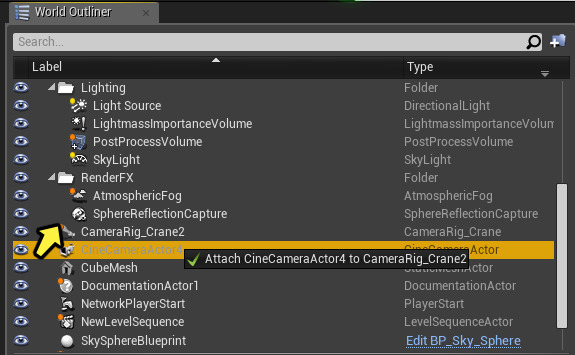 World Outliner
Search...
Label Type
Lighting Folder
Light Source DirectionalLight
LightmassImportanceVolume LightmassImportanceVolum
PostProcessVolume PostProcessVolume
SkyLight SkyLight
RenderFX Folder
AtmosphericFog AtmosphericFog
SphereReflectionCapture SphereReflectionCapture
CameraRig_Crane2 CameraRig_Crane
CineCameraActor4 CineCameraActor
Attach CineCameraActor4 to CameraRig_Crane2
CubeMesh StaticMeshActor
DocumentationActor1 DocumentationActor
NetworkPlayerStart PlayerStart
NewLevelSequence LevelSequenceActor
SkySphereBlueprint Edit BP_Sky_Sphere